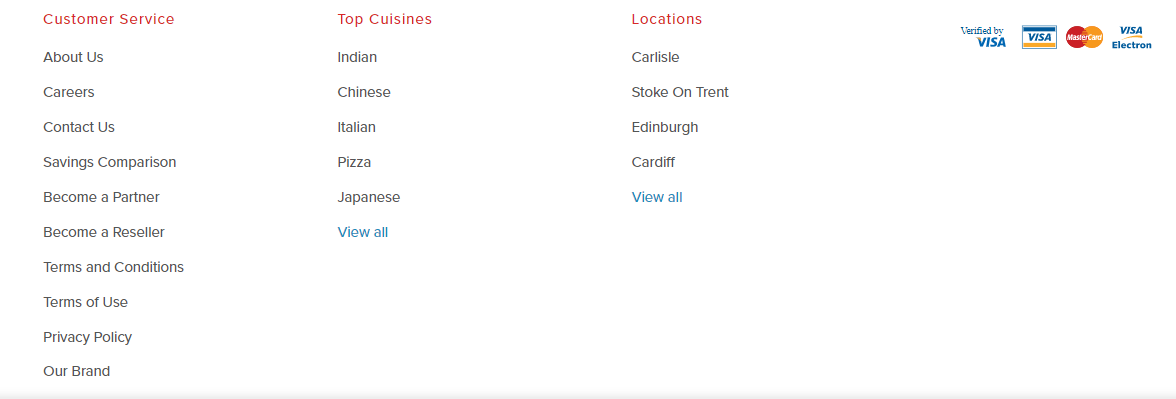 Customer Service
About Us
Careers
Contact Us
Savings Comparison
Become a Partner
Become a Reseller
Terms and Conditions
Terms of Use
Privacy Policy
Our Brand
Top Cuisines
Indian
Chinese
Italian
Pizza
Japanese
View all
Locations
Carlisle
Stoke On Trent
Edinburgh
Cardiff
View all
Verified by
VISA
VISA
MasterCard
VISA
Electron